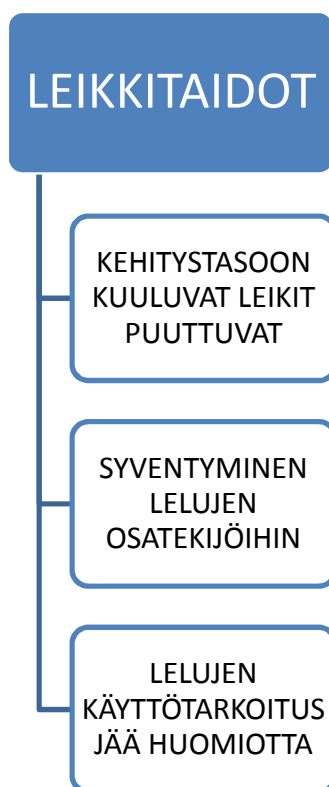 LEIKKITAIDOT
KEHITYSTASOON
KUULUVAT LEIKIT
PUUTTUVAT
SYVENTYMINEN
LELUJEN
OSATEKIJÖIHIN
LELUJEN
KÄYTTÖTARKOITUS
JÄÄ HUOMIOTTA